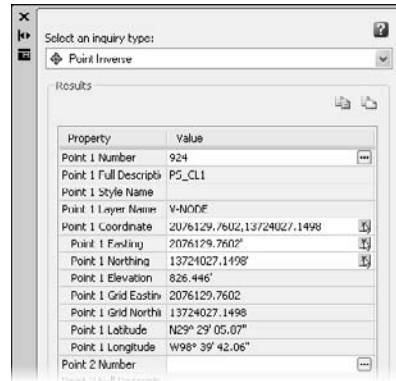 Select an inquiry type:
Point Inverse
Results
Property Value
Point 1 Number 924
Point 1 Full Descripti PS_CL1
Point 1 Style Name
Point 1 Layer Name V-NODE
Point 1 Coordinate 2076129.7602,13724027.1498
Point 1 Easting 2076129.7602'
Point 1 Northing 13724027.1498'
Point 1 Elevation 826.446'
Point 1 Grid Eastin 2076129.7602
Point 1 Grid Northi 13724027.1498
Point 1 Latitude N29° 29' 05.07"
Point 1 Longitude W98° 39' 42.06"
Point 2 Number